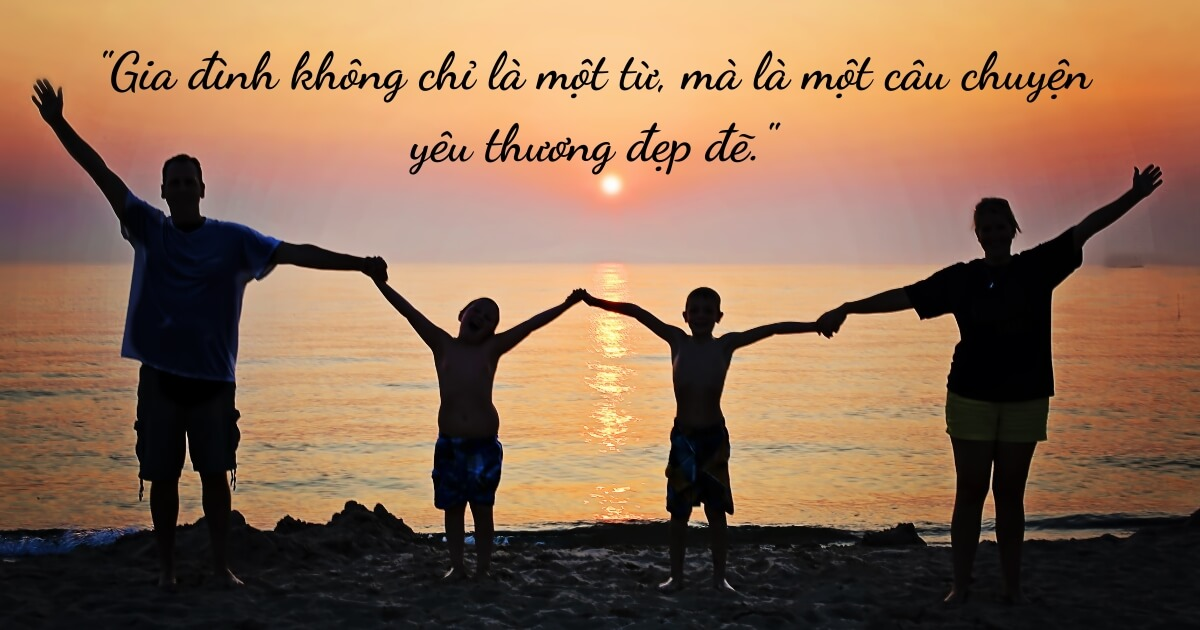 "Gia đình không chỉ là một từ, mà là một câu chuyện
yêu thương đẹp đẽ."